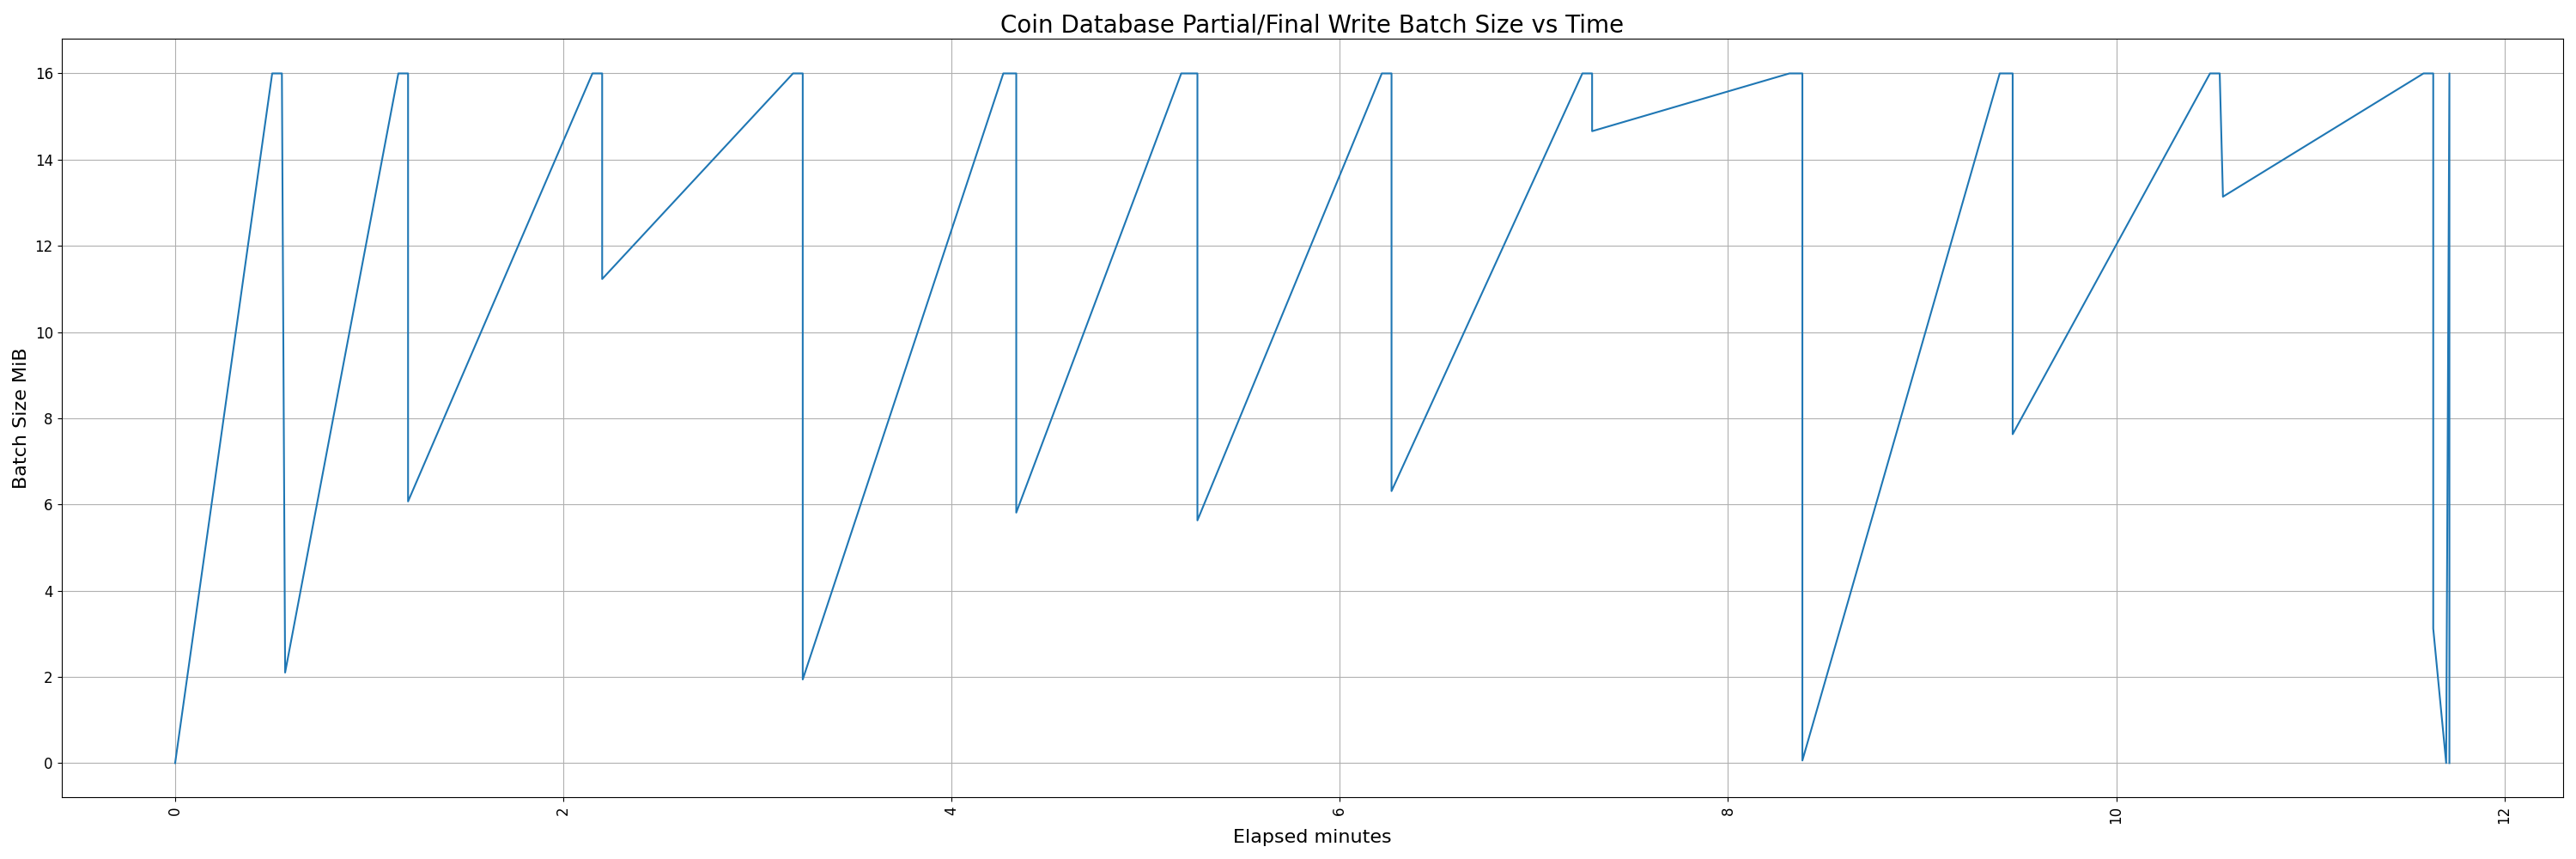 Coin Database Partial/Final Write Batch Size vs Time
Batch Size MiB
16
14
12
10
8
6
4
2
0
0 2 4 6 8 10 12
Elapsed minutes